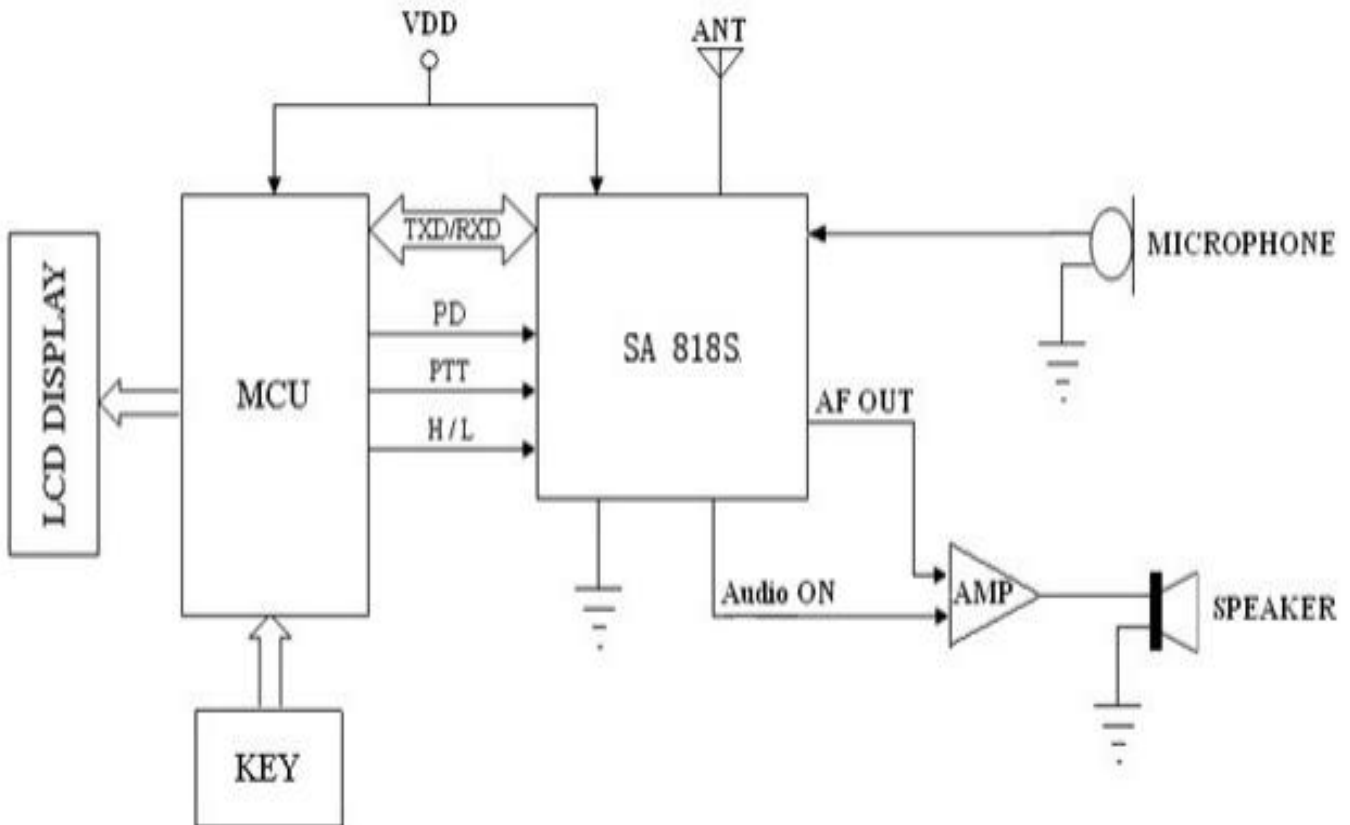 VDD
ANT
TXD/RXD
MICROPHONE
PD
SA 818S
LCD DISPLAY
MCU
PTT
AF OUT
H/L
Audio ON
AMP
SPEAKER
KEY